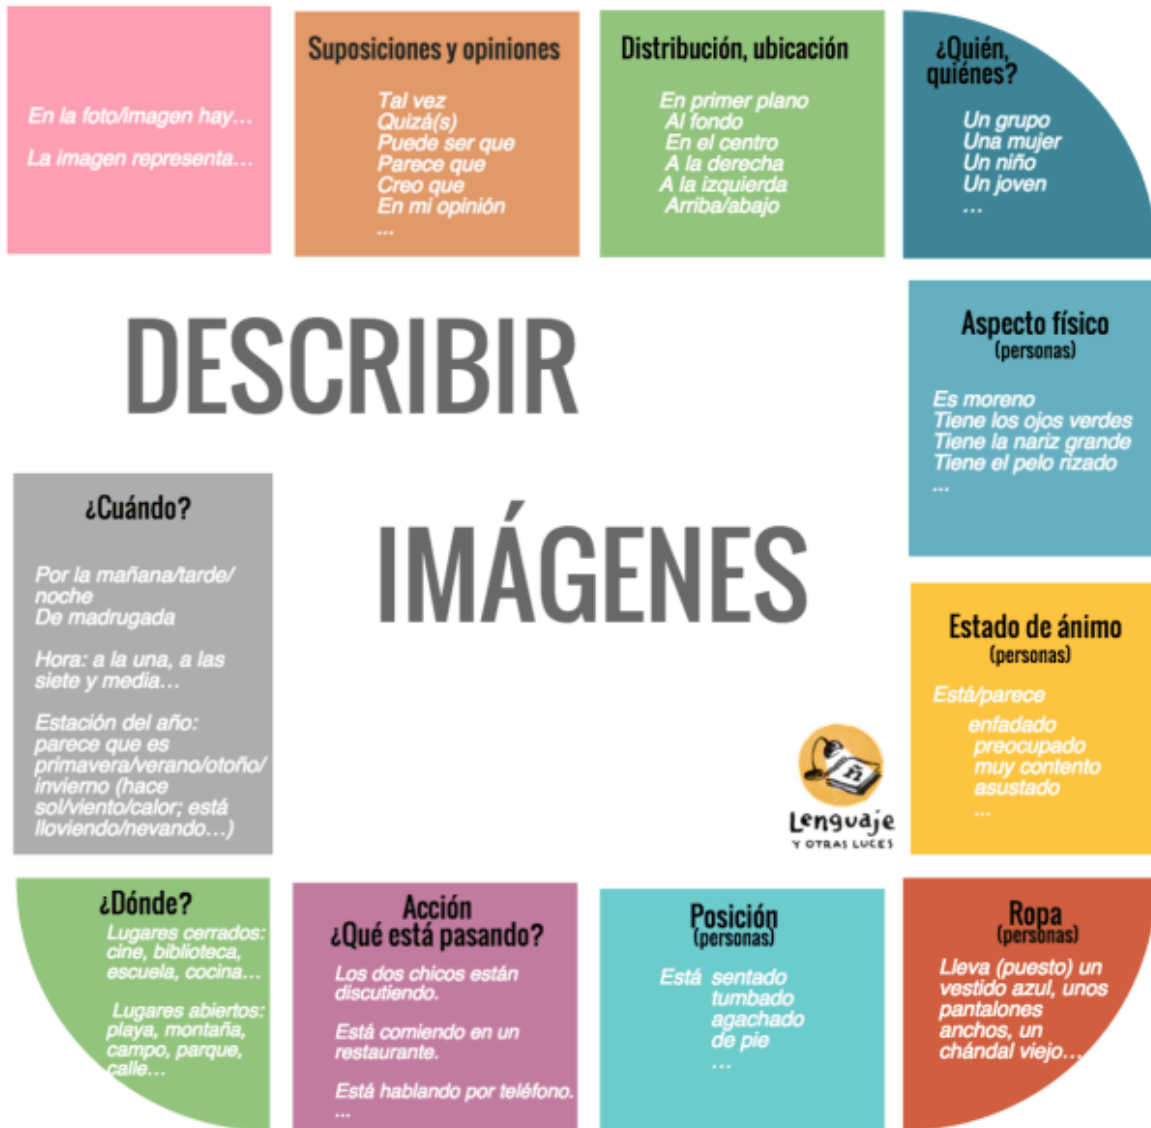 En la foto/imagen hay...
La imagen representa...
Suposiciones y opiniones
Tal vez
Quizá(s)
Puede ser que
Parece que
Creo que
En mi opinión
...
Distribución, ubicación
En primer plano
Al fondo
En el centro
A la derecha
A la izquierda
Arriba/abajo
¿Quién,
quiénes?
Un grupo
Una mujer
Un niño
Un joven
...
DESCRIBIR
IMÁGENES
Aspecto físico
(personas)
Es moreno
Tiene los ojos verdes
Tiene la nariz grande
Tiene el pelo rizado
...
Estado de ánimo
(personas)
Está/parece
enfadado
preocupado
muy contento
asustado
...
Ropa
(personas)
Lleva (puesto) un
vestido azul, unos
pantalones
anchos, un
chándal viejo...
Posición
(personas)
Está sentado
tumbado
agachado
de pie
...
Acción
¿Qué está pasando?
Los dos chicos están
discutiendo.
Está comiendo en un
restaurante.
Está hablando por teléfono.
...
¿Dónde?
Lugares cerrados:
cine, biblioteca,
escuela, cocina...
Lugares abiertos:
playa, montaña,
campo, parque,
calle...
¿Cuándo?
Por la mañana/tarde/
noche
De madrugada
Hora: a la una, a las
siete y media...
Estación del año:
parece que es
primavera/verano/otoño/
invierno (hace
sol/viento/calor; está
lloviendo/nevando...)
ñ
Lenguaje
Y OTRAS LUCES